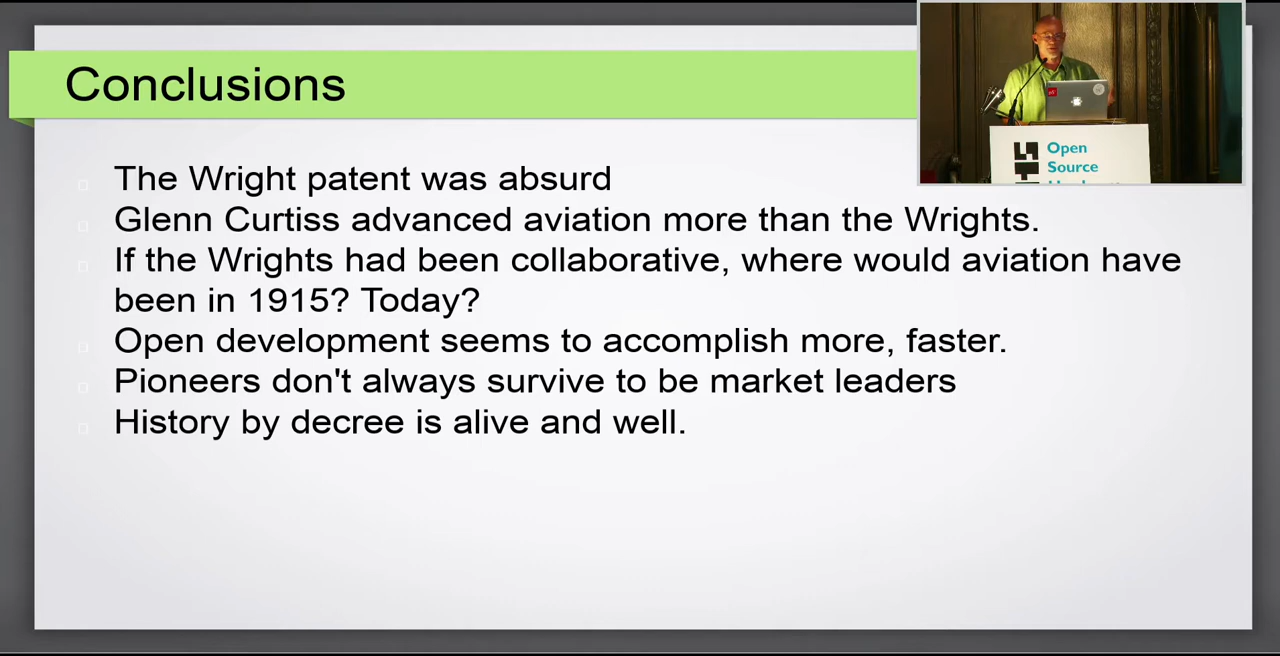 Conclusions
The Wright patent was absurd
Glenn Curtiss advanced aviation more than the Wrights.
If the Wrights had been collaborative, where would aviation have
been in 1915? Today?
Open development seems to accomplish more, faster.
Pioneers don't always survive to be market leaders
History by decree is alive and well.
Open
Source